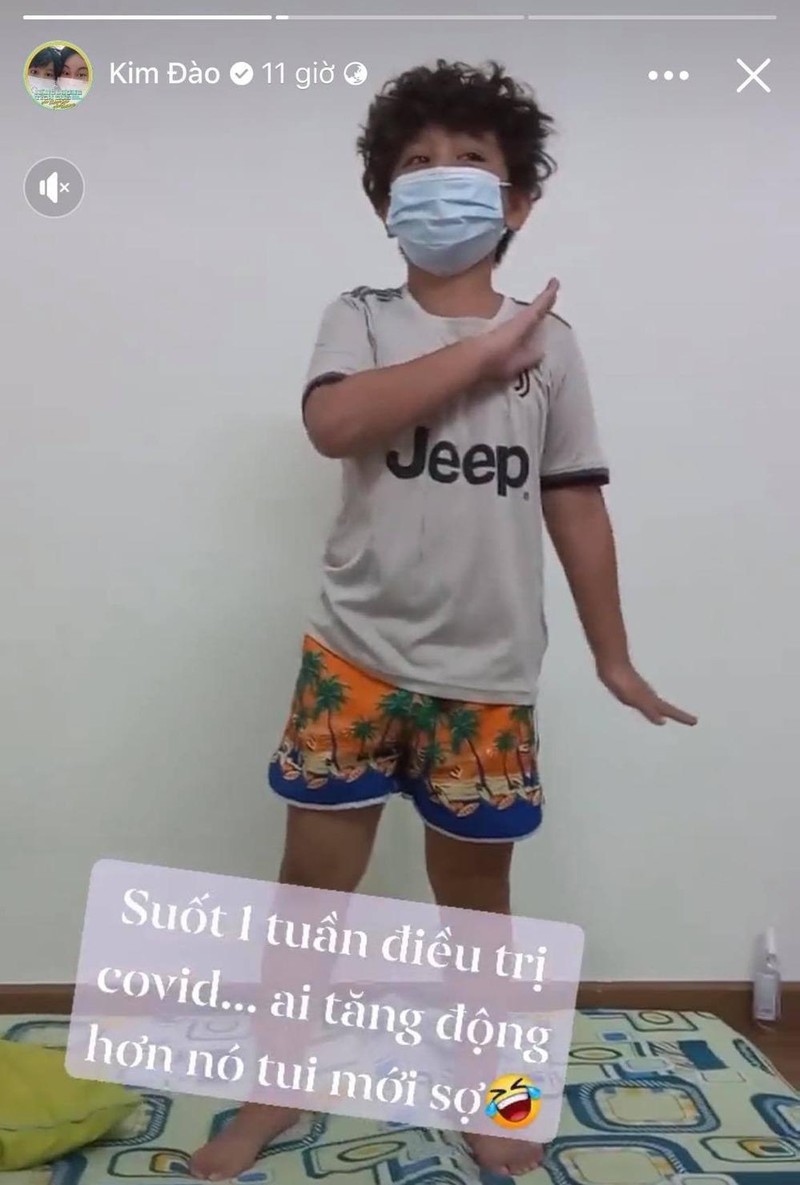 Kim Đào 11 giờ
Jeep
Suốt 1 tuần điều trị
covid... ai tăng động
hơn nó tui mới sợ🤣